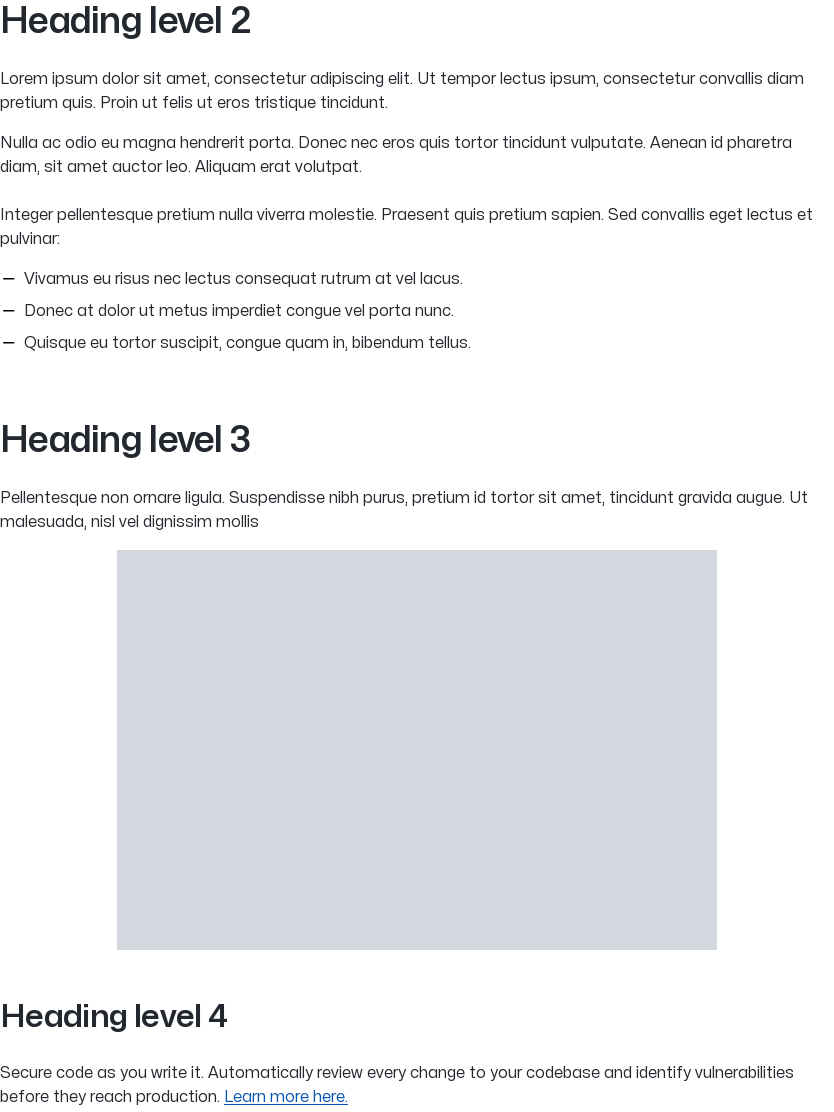 Heading level 2
Lorem ipsum dolor sit amet, consectetur adipiscing elit. Ut tempor lectus ipsum, consectetur convallis diam
pretium quis. Proin ut felis ut eros tristique tincidunt.
Nulla ac odio eu magna hendrerit porta. Donec nec eros quis tortor tincidunt vulputate. Aenean id pharetra
diam, sit amet auctor leo. Aliquam erat volutpat.
Integer pellentesque pretium nulla viverra molestie. Praesent quis pretium sapien. Sed convallis eget lectus et
pulvinar:
— Vivamus eu risus nec lectus consequat rutrum at vel lacus.
— Donec at dolor ut metus imperdiet congue vel porta nunc.
— Quisque eu tortor suscipit, congue quam in, bibendum tellus.
Heading level 3
Pellentesque non ornare ligula. Suspendisse nibh purus, pretium id tortor sit amet, tincidunt gravida augue. Ut
malesuada, nisl vel dignissim mollis
Heading level 4
Secure code as you write it. Automatically review every change to your codebase and identify vulnerabilities
before they reach production. Learn more here.